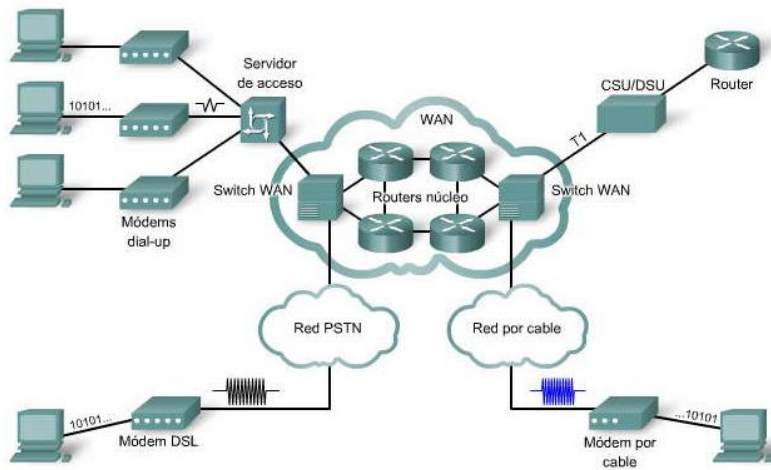 Servidor
de acceso
CSU/DSU
Router
10101...
WAN
T1
Switch WAN
Routers núcleo
Switch WAN
Módems
dial-up
Red PSTN
Red por cable
10101...
Módem DSL
...10101
Módem por
cable